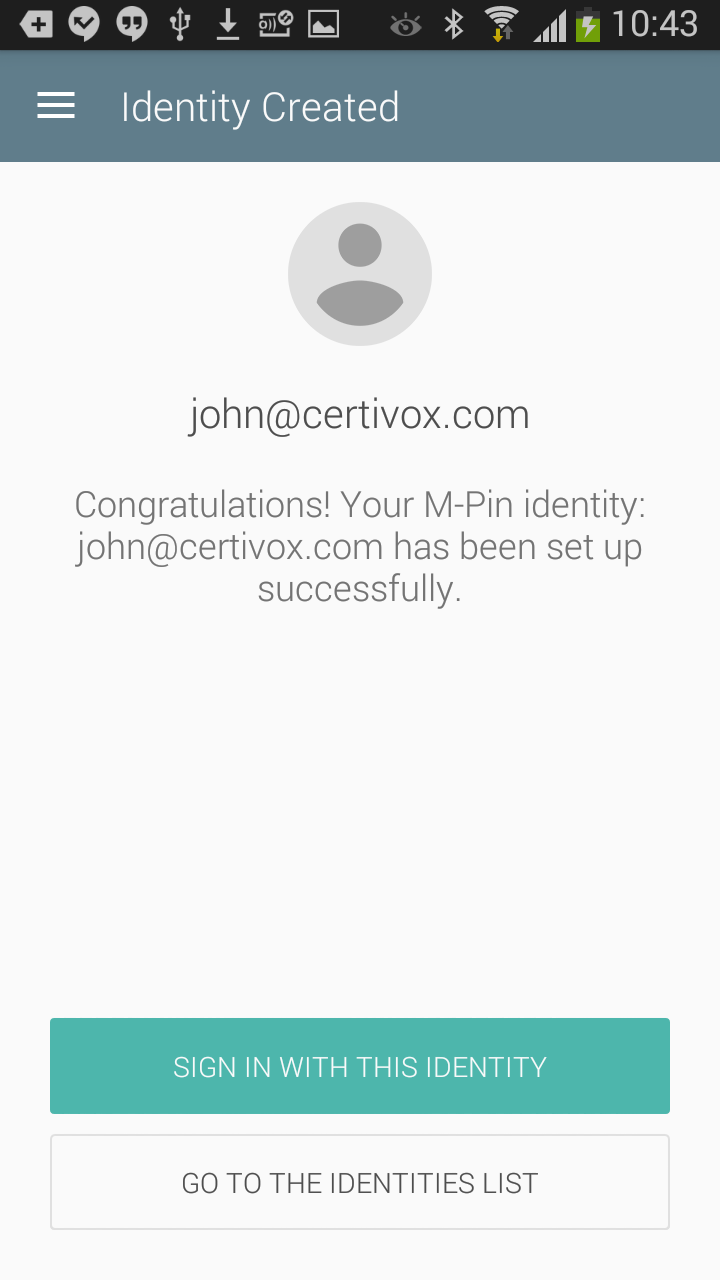 10:43
Identity Created
john@certivox.com
Congratulations! Your M-Pin identity:
john@certivox.com has been set up
successfully.
SIGN IN WITH THIS IDENTITY
GO TO THE IDENTITIES LIST